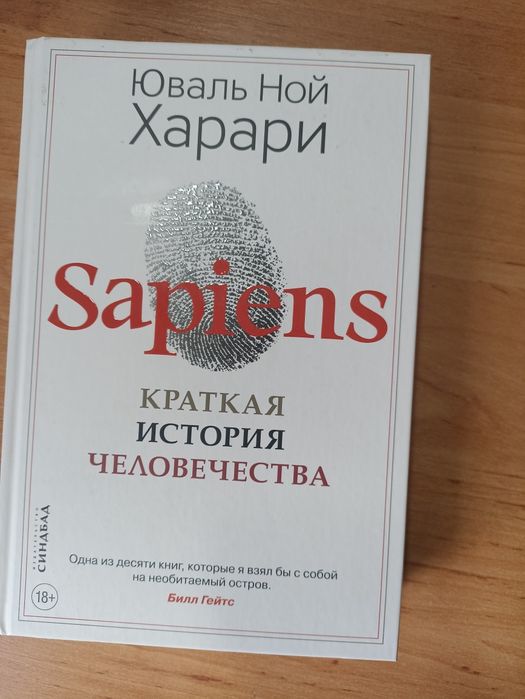 Юваль Ной
Харари
Sapiens
КРАТКАЯ
ИСТОРИЯ
ЧЕЛОВЕЧЕСТВА
ИЗДАТЕЛЬСТВО
СИНДБАД
Одна из десяти книг, которые я взял бы с собой
на необитаемый остров.
Билл Гейтс
18+